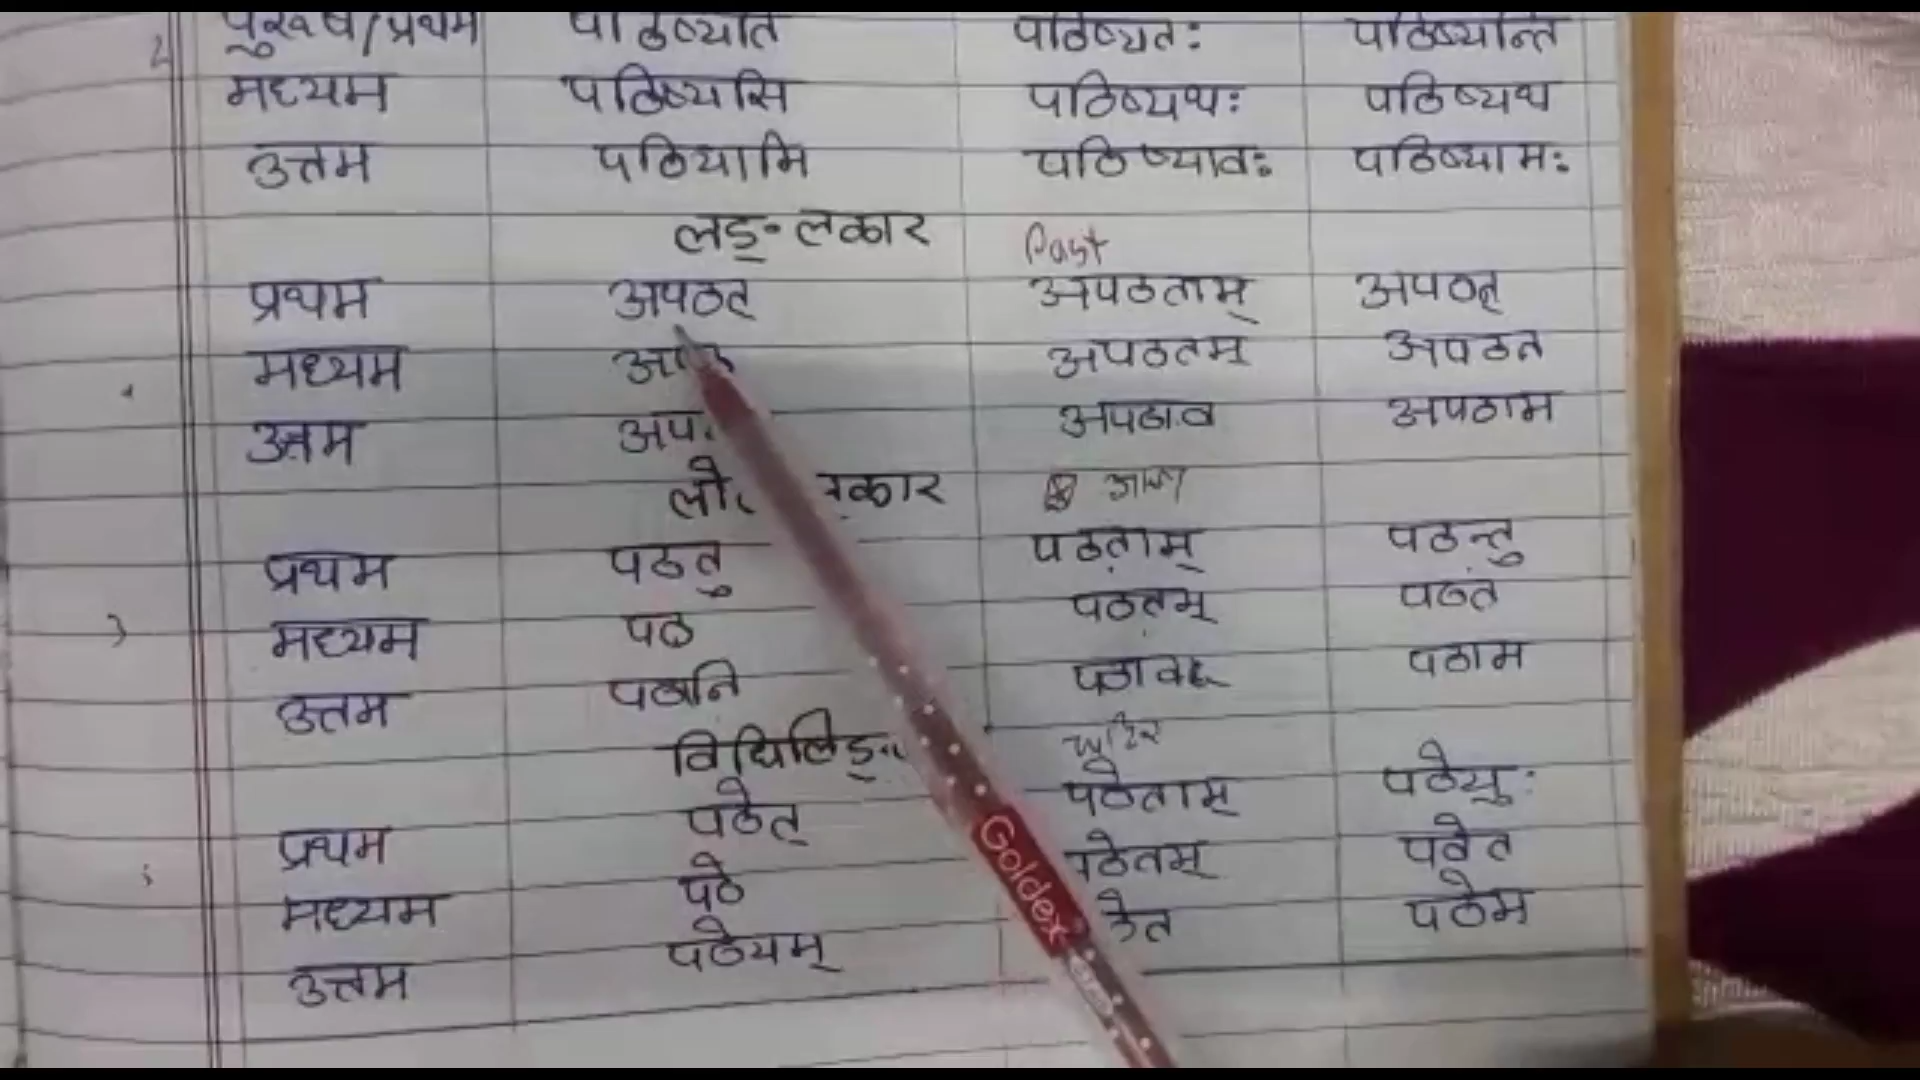 पुरूष/प्रथम पठिष्यति पठिष्यतः पठिष्यन्ति
मध्यम पठिष्यसि पठिष्यथः पठिष्यथ
उत्तम पठियामि पठिष्यावः पठिष्यामः
लङ्-लकार Past
प्रथम अपठत् अपठताम् अपठन्
मध्यम अपठतम् अपठत
उत्तम अपठाव अपठाम
प्रथम पठतु पठताम् पठन्तु
मध्यम पठ पठतम् पठत
उत्तम पठानि पठाव पठाम
विधिलिङ्
प्रथम पठेत् पठेताम् पठेयुः
मध्यम पठे पठेतम् पठेत
उत्तम पठेयम् पठेम
Goldex